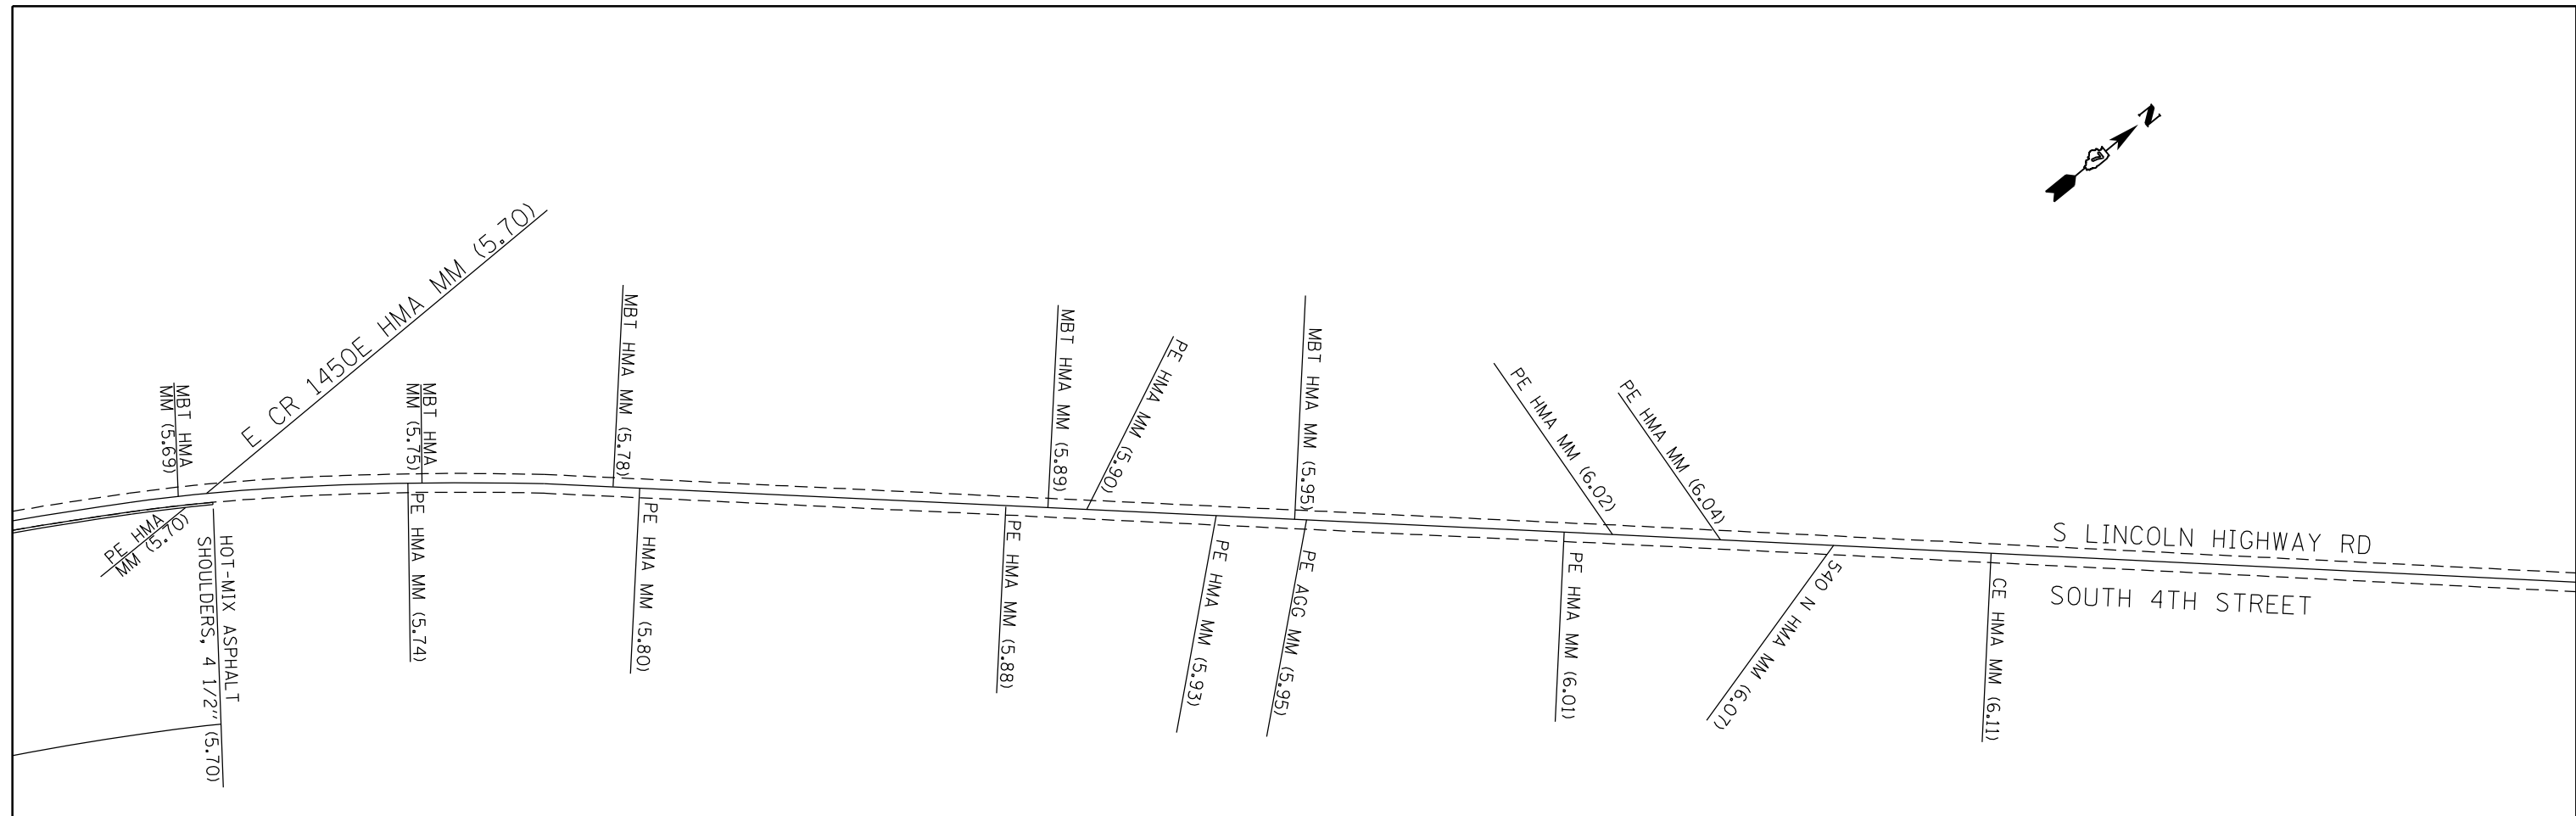 N
E CR 1450E HMA MM (5.70)
MBT HMA
MM (5.69)
MBT HMA
MM (5.75)
MBT HMA MM (5.78)
MBT HMA MM (5.89)
PE HMA MM (5.90)
MBT HMA MM (5.95)
PE HMA MM (6.02)
PE HMA MM (6.04)
S LINCOLN HIGHWAY RD
SOUTH 4TH STREET
PE HMA
MM (5.70)
HOT-MIX ASPHALT
SHOULDERS, 4 1/2" (5.70)
PE HMA MM (5.74)
PE HMA MM (5.80)
PE HMA MM (5.88)
PE HMA MM (5.93)
PE AGG MM (5.95)
PE HMA MM (6.01)
540 N HMA MM (6.07)
CE HMA MM (6.11)